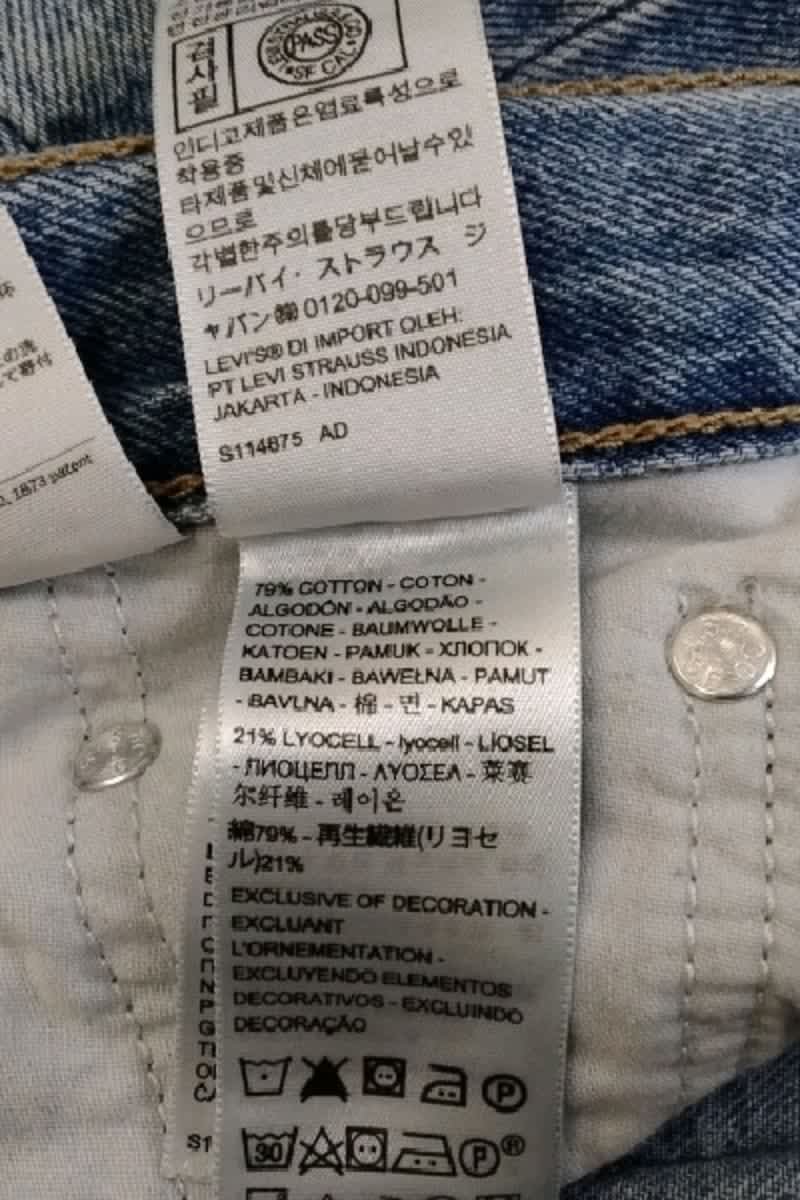 검사필
PASS
SF CAL
인디고제품은염료특성으로
착용중
타제품및신체에묻어날수있
으므로
각별한주의를당부드립니다
リーバイ・ストラウス ジ
ャパン㈱0120-099-501
LEVI'S® DI IMPORT OLEH:
PT LEVI STRAUSS INDONESIA
JAKARTA - INDONESIA
S114675 AD
1873 patent
79% COTTON - COTON -
ALGODÓN - ALGODÃO -
COTONE - BAUMWOLLE -
KATOEN - PAMUK - ХЛОПОК -
BAMBAKI - BAWEŁNA - PAMUT
- BAVLNA - 棉 - 면 - KAPAS
21% LYOCELL - lyocell - LİOSEL
- ЛИОЦЕЛЛ - ΛΥΟΣΕΛ - 莱赛
尔纤维 - 레이온
綿79% - 再生繊維(リヨセ
ル)21%
EXCLUSIVE OF DECORATION -
EXCLUANT
L'ORNEMENTATION -
EXCLUYENDO ELEMENTOS
DECORATIVOS - EXCLUINDO
DECORAÇÃO
P
S1
30
P®